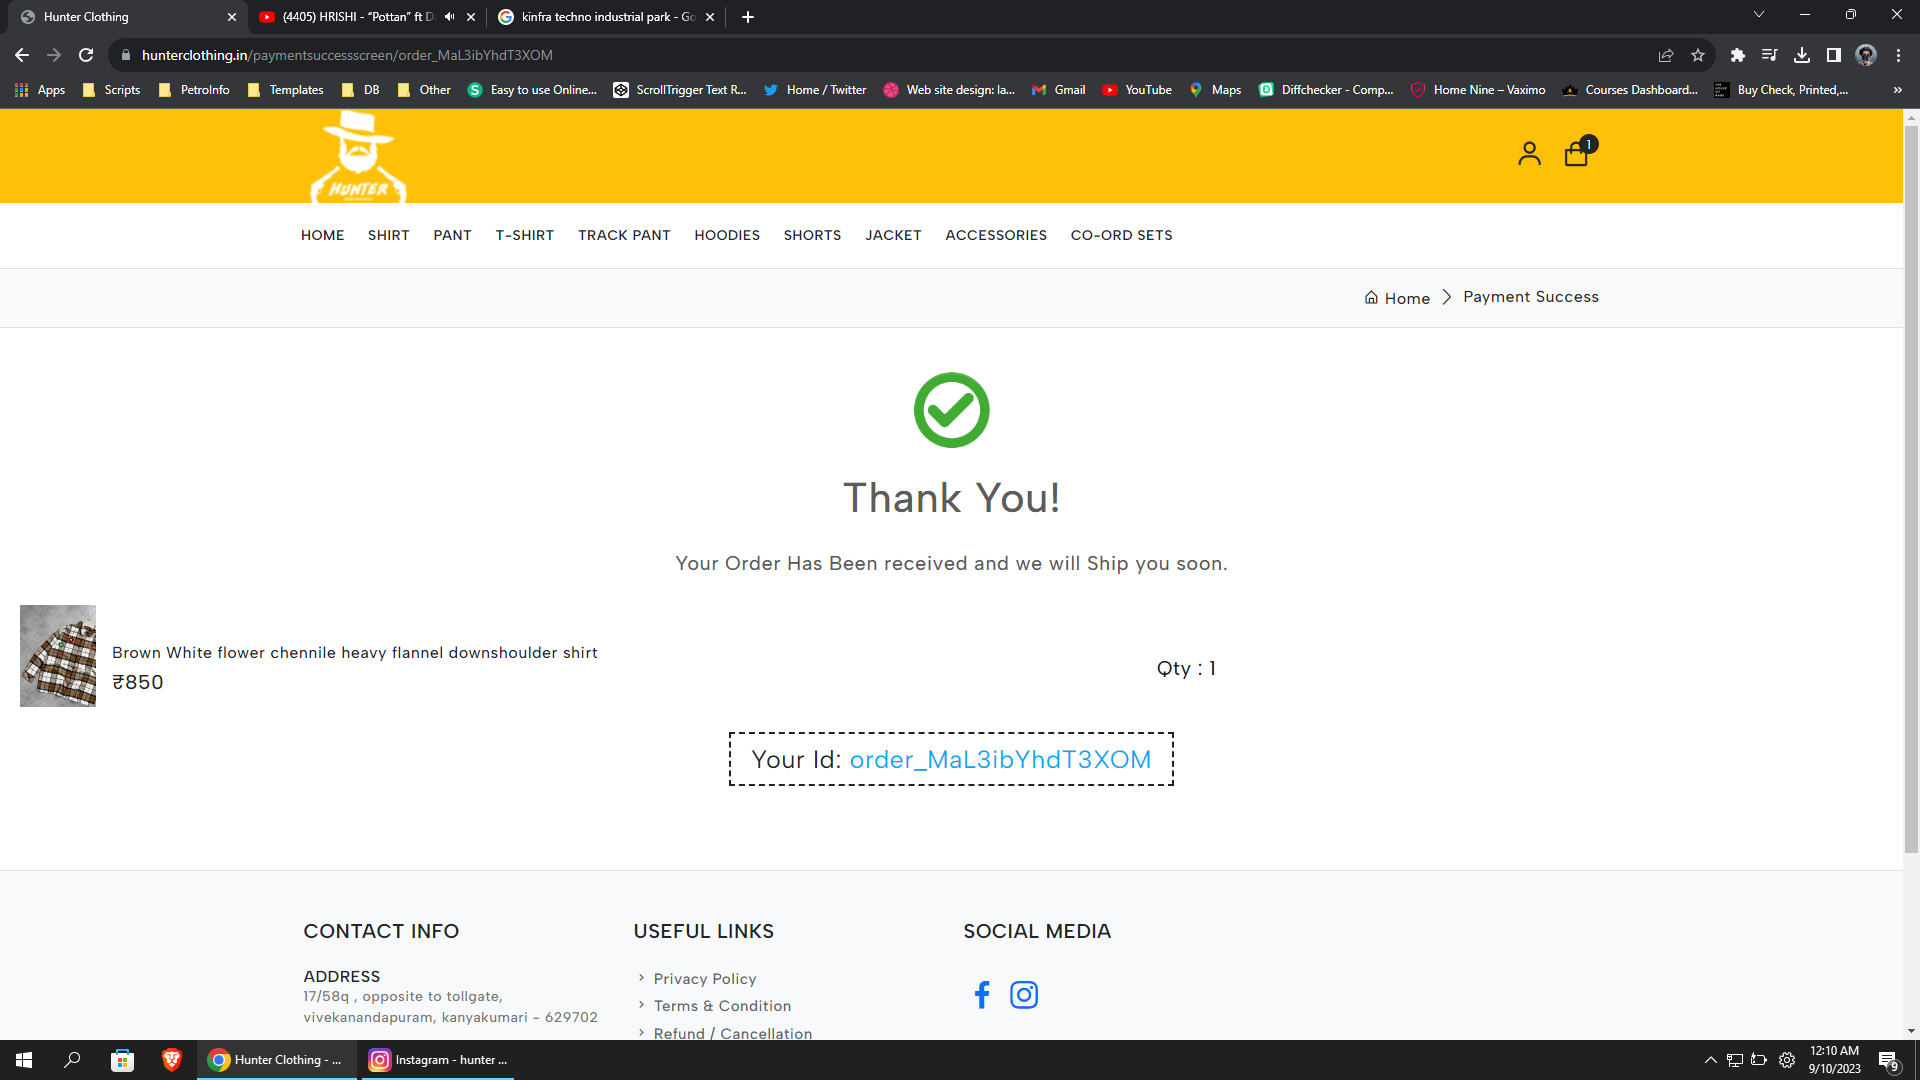 Hunter Clothing
(4405) HRISHI - “Pottan” ft D
kinfra techno industrial park - Go
hunterclothing.in/paymentsuccessscreen/order_MaL3ibYhdT3XOM
Apps
Scripts
PetroInfo
Templates
DB
Other
Easy to use Online...
ScrollTrigger Text R...
Home / Twitter
Web site design: la...
Gmail
YouTube
Maps
Diffchecker - Comp...
Home Nine – Vaximo
Courses Dashboard...
Buy Check, Printed,...
»
HUNTER
1
HOME
SHIRT
PANT
T-SHIRT
TRACK PANT
HOODIES
SHORTS
JACKET
ACCESSORIES
CO-ORD SETS
Home
Payment Success
Thank You!
Your Order Has Been received and we will Ship you soon.
Brown White flower chennile heavy flannel downshoulder shirt
₹850
Qty : 1
Your Id: order_MaL3ibYhdT3XOM
CONTACT INFO
ADDRESS
17/58q , opposite to tollgate,
vivekanandapuram, kanyakumari - 629702
USEFUL LINKS
Privacy Policy
Terms & Condition
Refund / Cancellation
SOCIAL MEDIA
Hunter Clothing - ...
Instagram - hunter ...
12:10 AM
9/10/2023
9